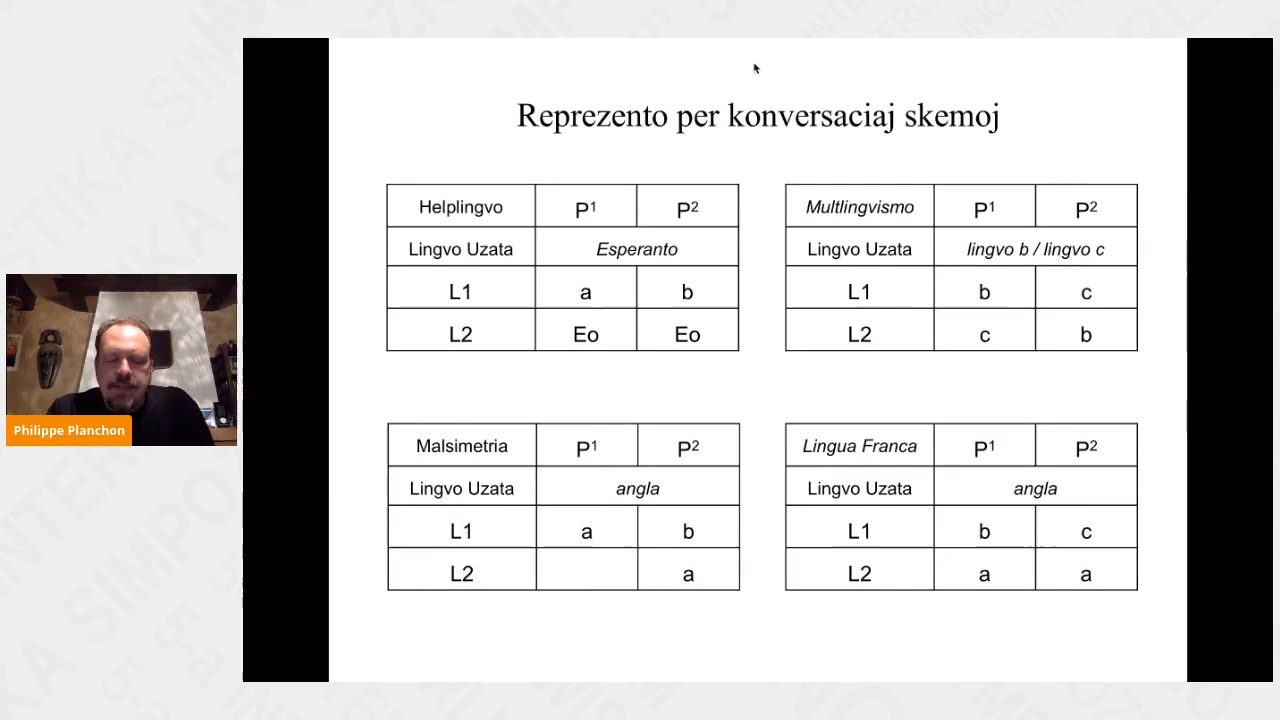 Reprezento per konversaciaj skemoj
Helplingvo P1 P2
Lingvo Uzata Esperanto
L1 a b
L2 Eo Eo
Multlingvismo P1 P2
Lingvo Uzata lingvo b / lingvo c
L1 b c
L2 c b
Malsimetria P1 P2
Lingvo Uzata angla
L1 a b
L2 a
Lingua Franca P1 P2
Lingvo Uzata angla
L1 b c
L2 a a
Philippe Planchon